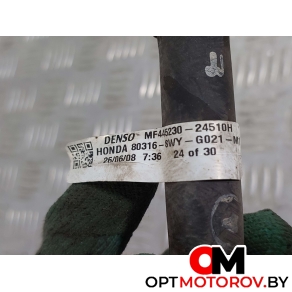 DENSO MF445230-24510H
HONDA 80316-SWY-G021-M
26/06/08 7:36 24 of 30
OPTMOTOROV.BY